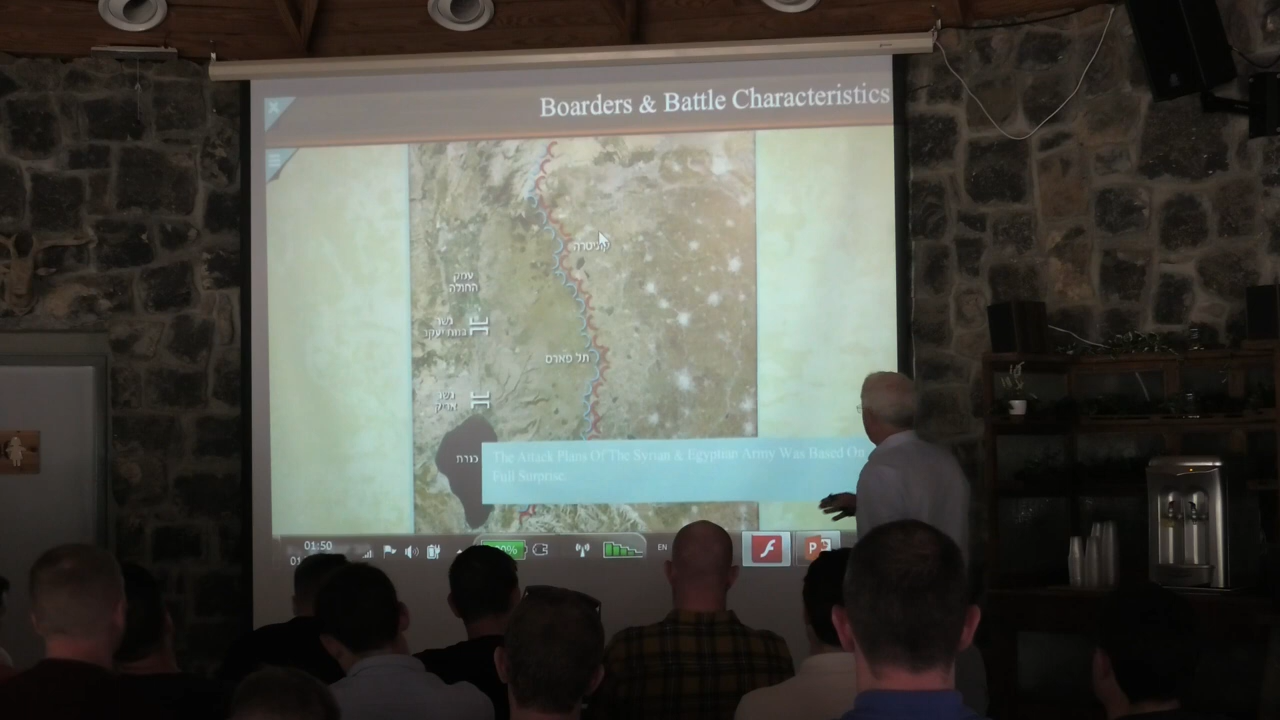 Boarders & Battle Characteristics
קניטרה
עמק
החולה
גשר
בנות יעקב
תל פארס
גשר
אריק
כנרת
The Attack Plans Of The Syrian & Egyptian Army Was Based On
Full Surprise.
01:50
EN